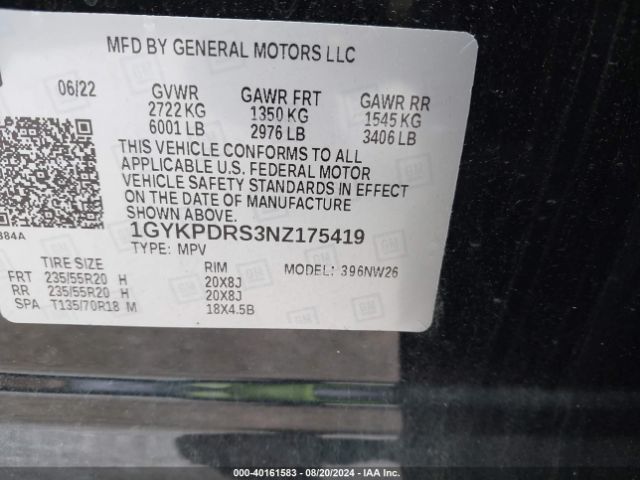 MFD BY GENERAL MOTORS LLC
06/22 GVWR GAWR FRT GAWR RR
2722 KG 1350 KG 1545 KG
6001 LB 2976 LB 3406 LB
THIS VEHICLE CONFORMS TO ALL
APPLICABLE U.S. FEDERAL MOTOR
VEHICLE SAFETY STANDARDS IN EFFECT
ON THE DATE OF MANUFACTURE
SHOWN ABOVE.
384A
1GYKPDRS3NZ175419
TYPE: MPV
TIRE SIZE RIM MODEL: 396NW26
FRT 235/55R20 H 20X8J
RR 235/55R20 H 20X8J
SPA T135/70R18 M 18X4.5B
000-40161583 / 08/20/2024 - IAA Inc.